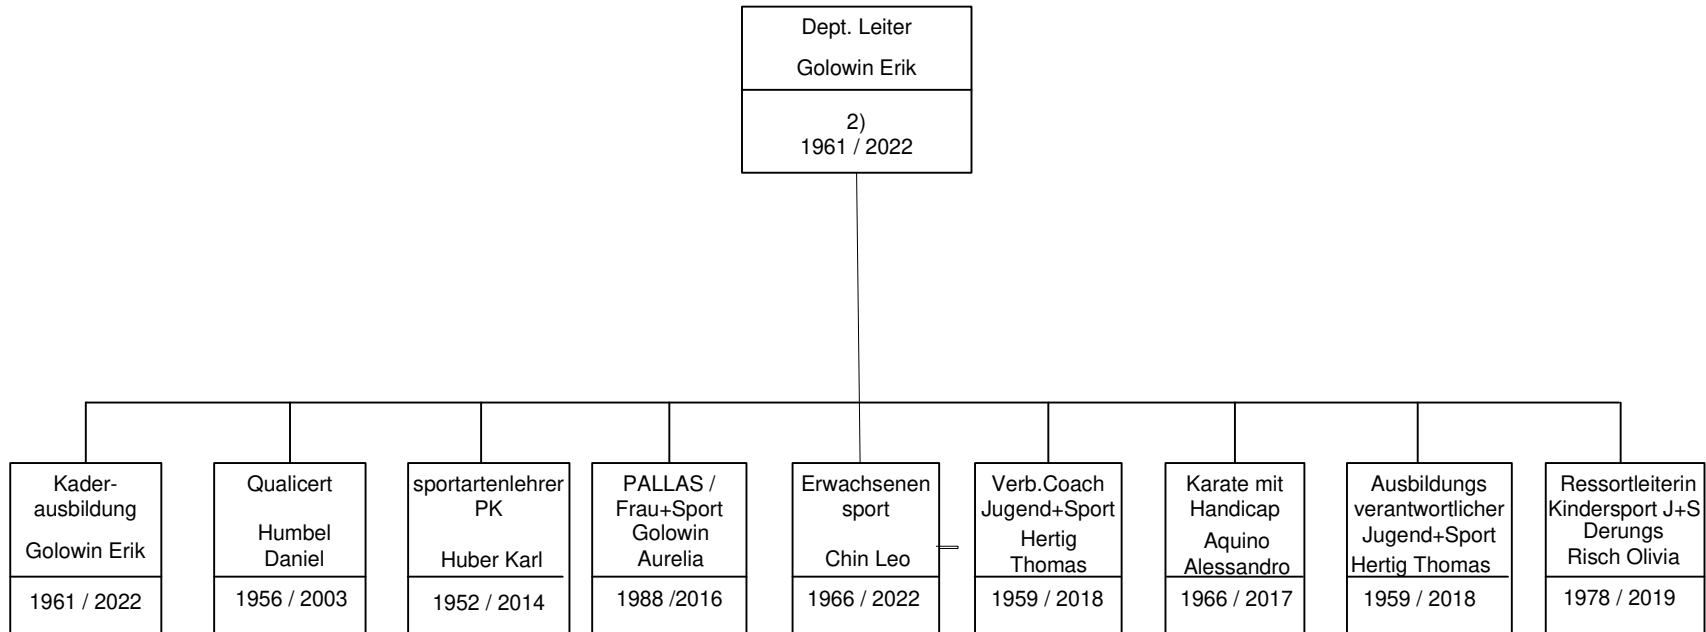 Dept. Leiter
Golowin Erik
2)
1961 / 2022
Kader-
ausbildung
Golowin Erik
1961 / 2022
Qualicert
Humbel
Daniel
1956 / 2003
sportartenlehrer
PK
Huber Karl
1952 / 2014
PALLAS /
Frau+Sport
Golowin
Aurelia
1988 /2016
Erwachsenen
sport
Chin Leo
1966 / 2022
Verb.Coach
Jugend+Sport
Hertig
Thomas
1959 / 2018
Karate mit
Handicap
Aquino
Alessandro
1966 / 2017
Ausbildungs
verantwortlicher
Jugend+Sport
Hertig Thomas
1959 / 2018
Ressortleiterin
Kindersport J+S
Derungs
Risch Olivia
1978 / 2019